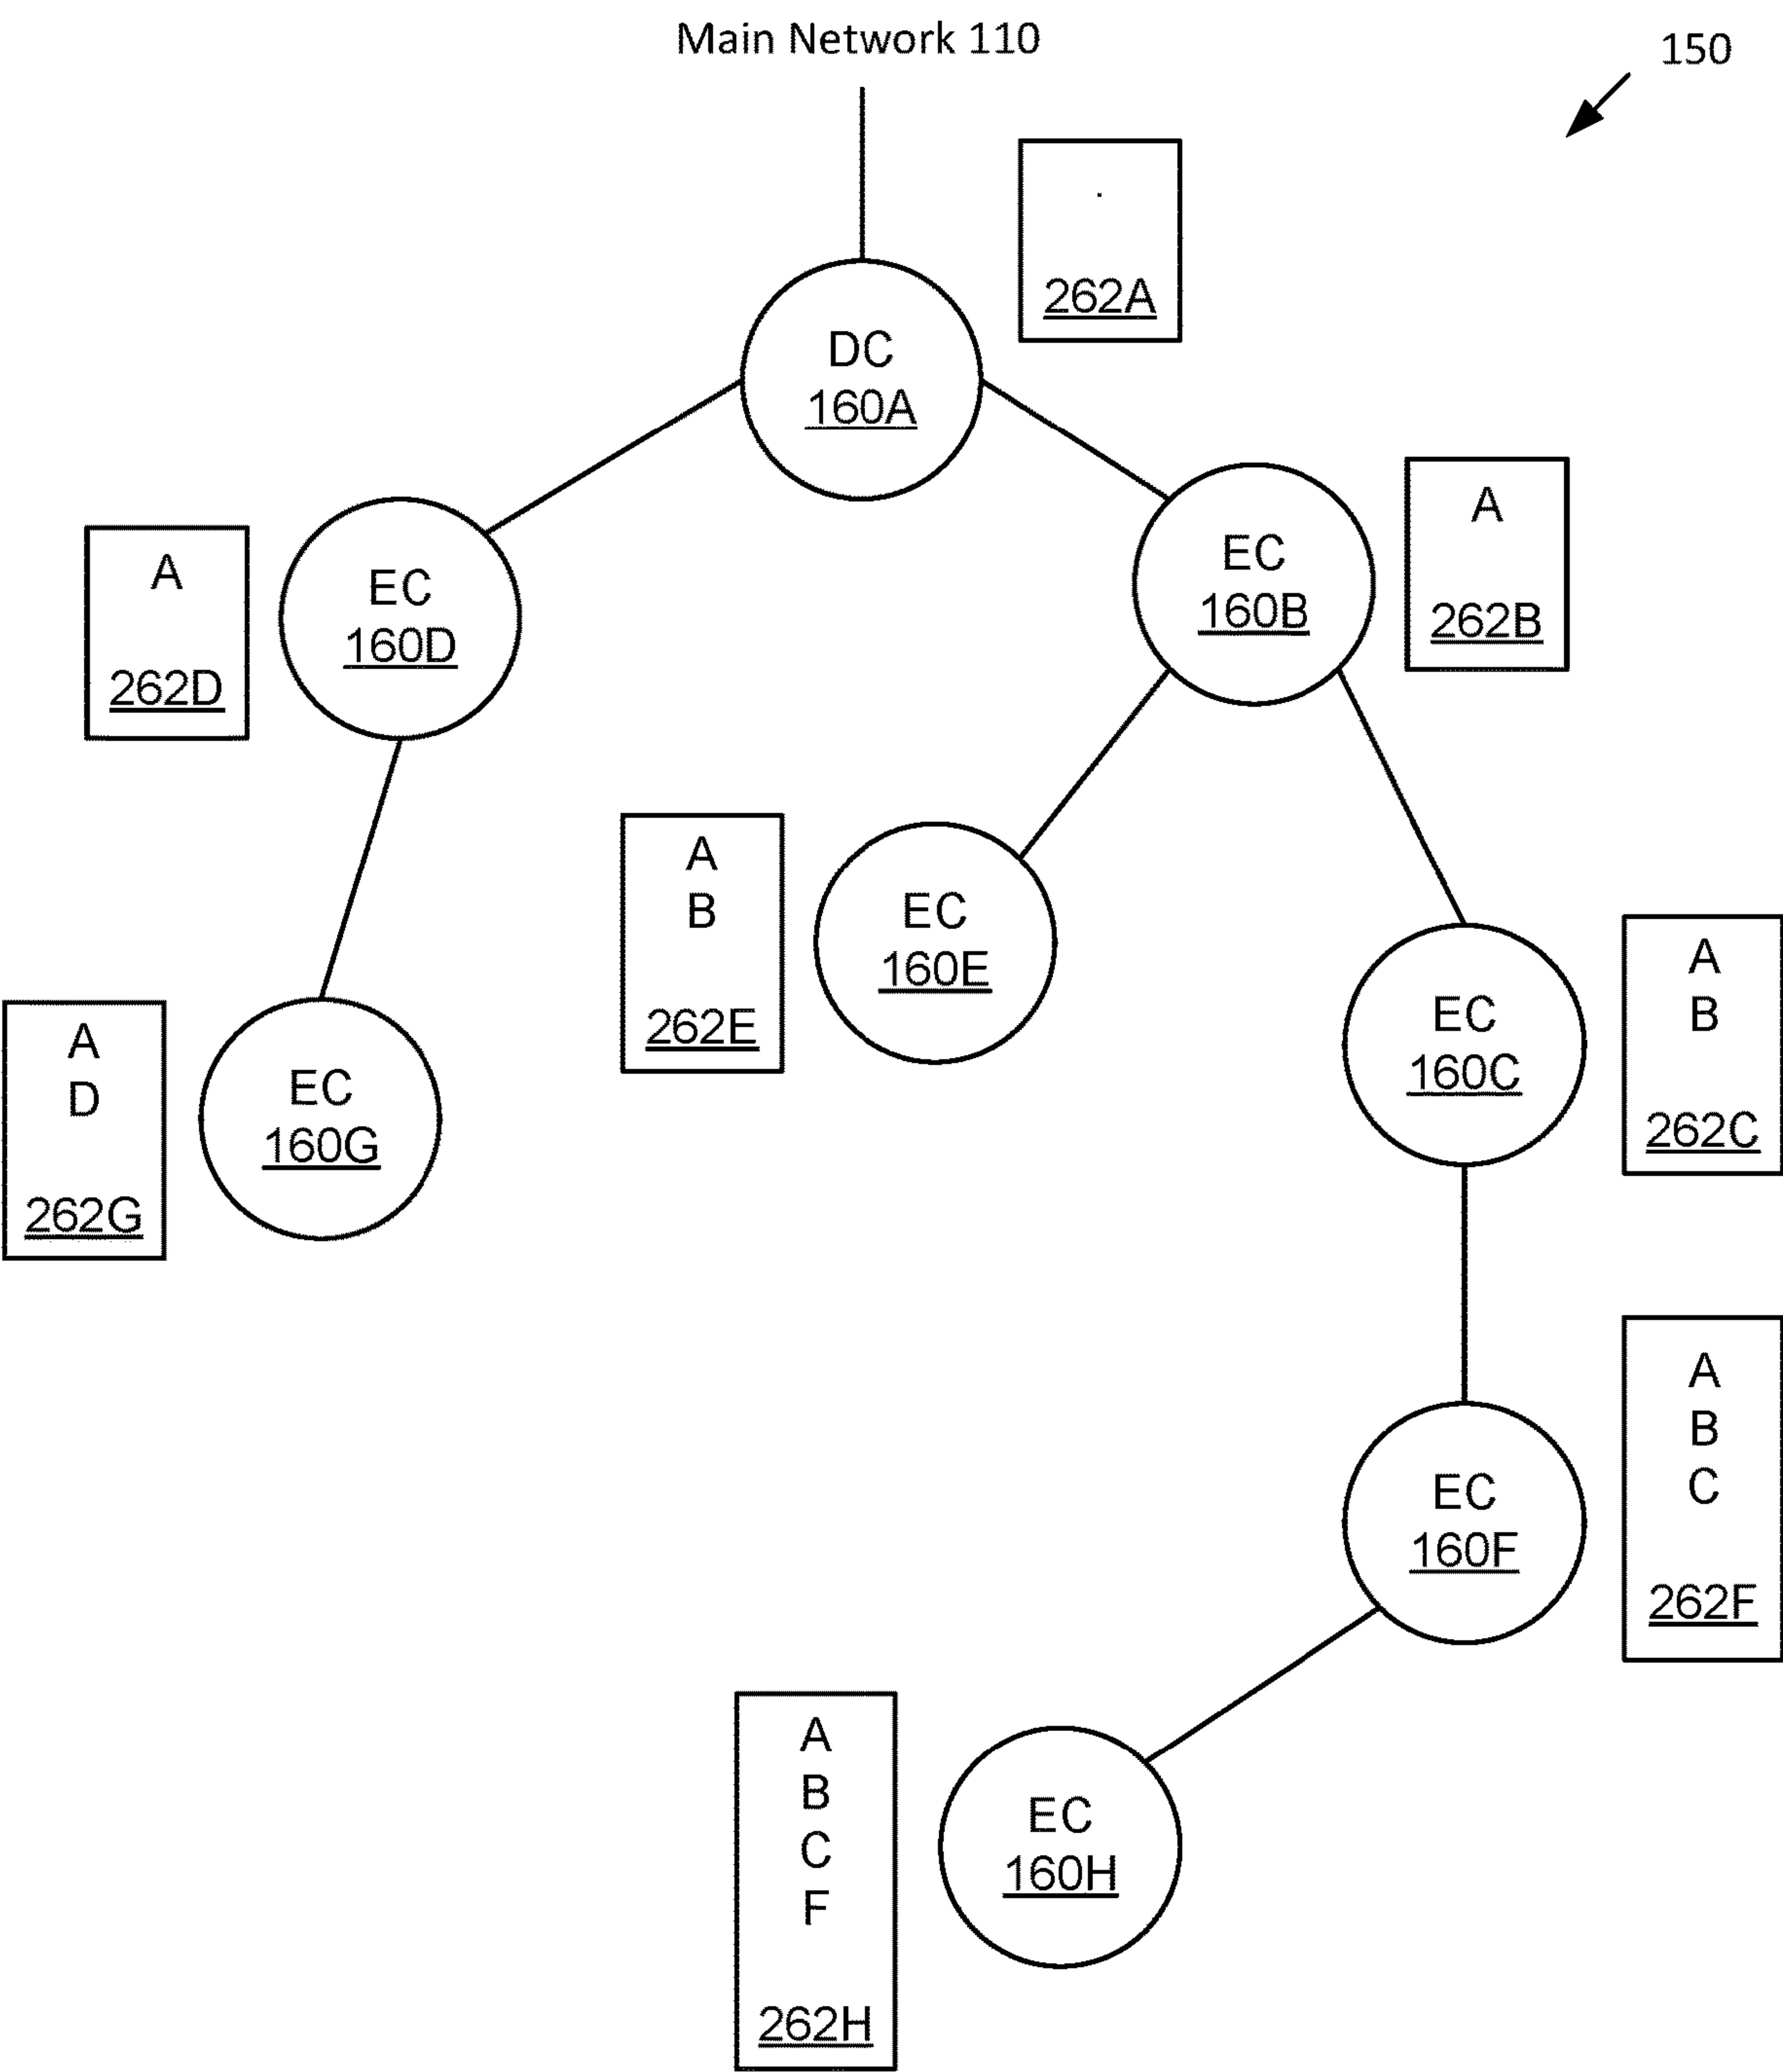 Main Network 110
150
262A
DC
160A
A
262B
EC
160B
A
262D
EC
160D
A
B
262E
EC
160E
A
B
262C
EC
160C
A
D
262G
EC
160G
A
B
C
262F
EC
160F
A
B
C
F
262H
EC
160H